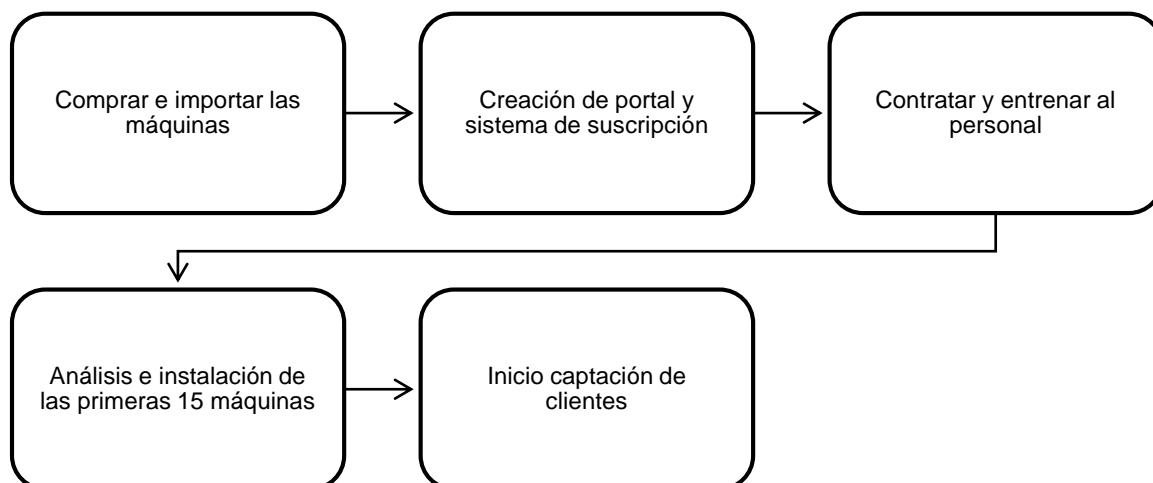 Comprar e importar las
máquinas
Creación de portal y
sistema de suscripción
Contratar y entrenar al
personal
Análisis e instalación de
las primeras 15 máquinas
Inicio captación de
clientes